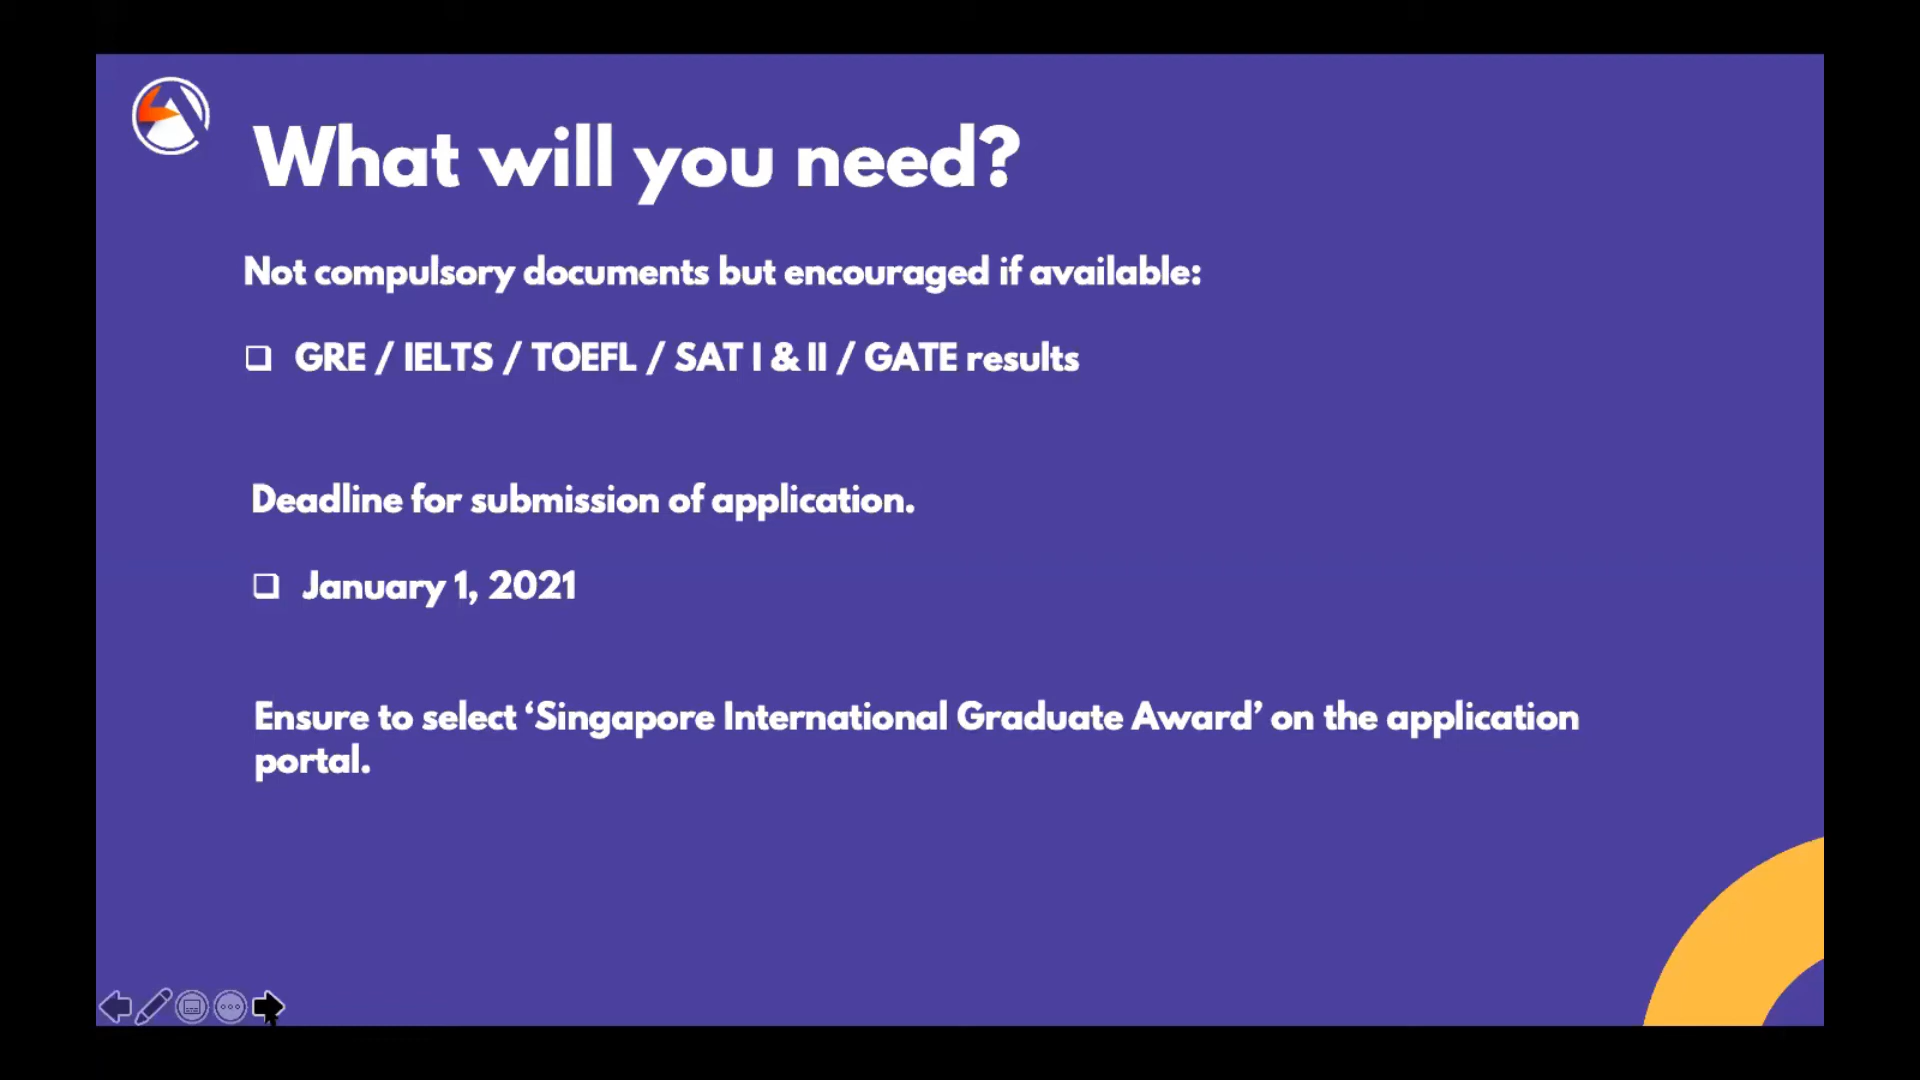 What will you need?
Not compulsory documents but encouraged if available:
❑ GRE / IELTS / TOEFL / SAT I & II / GATE results
Deadline for submission of application.
❑ January 1, 2021
Ensure to select ‘Singapore International Graduate Award’ on the application
portal.